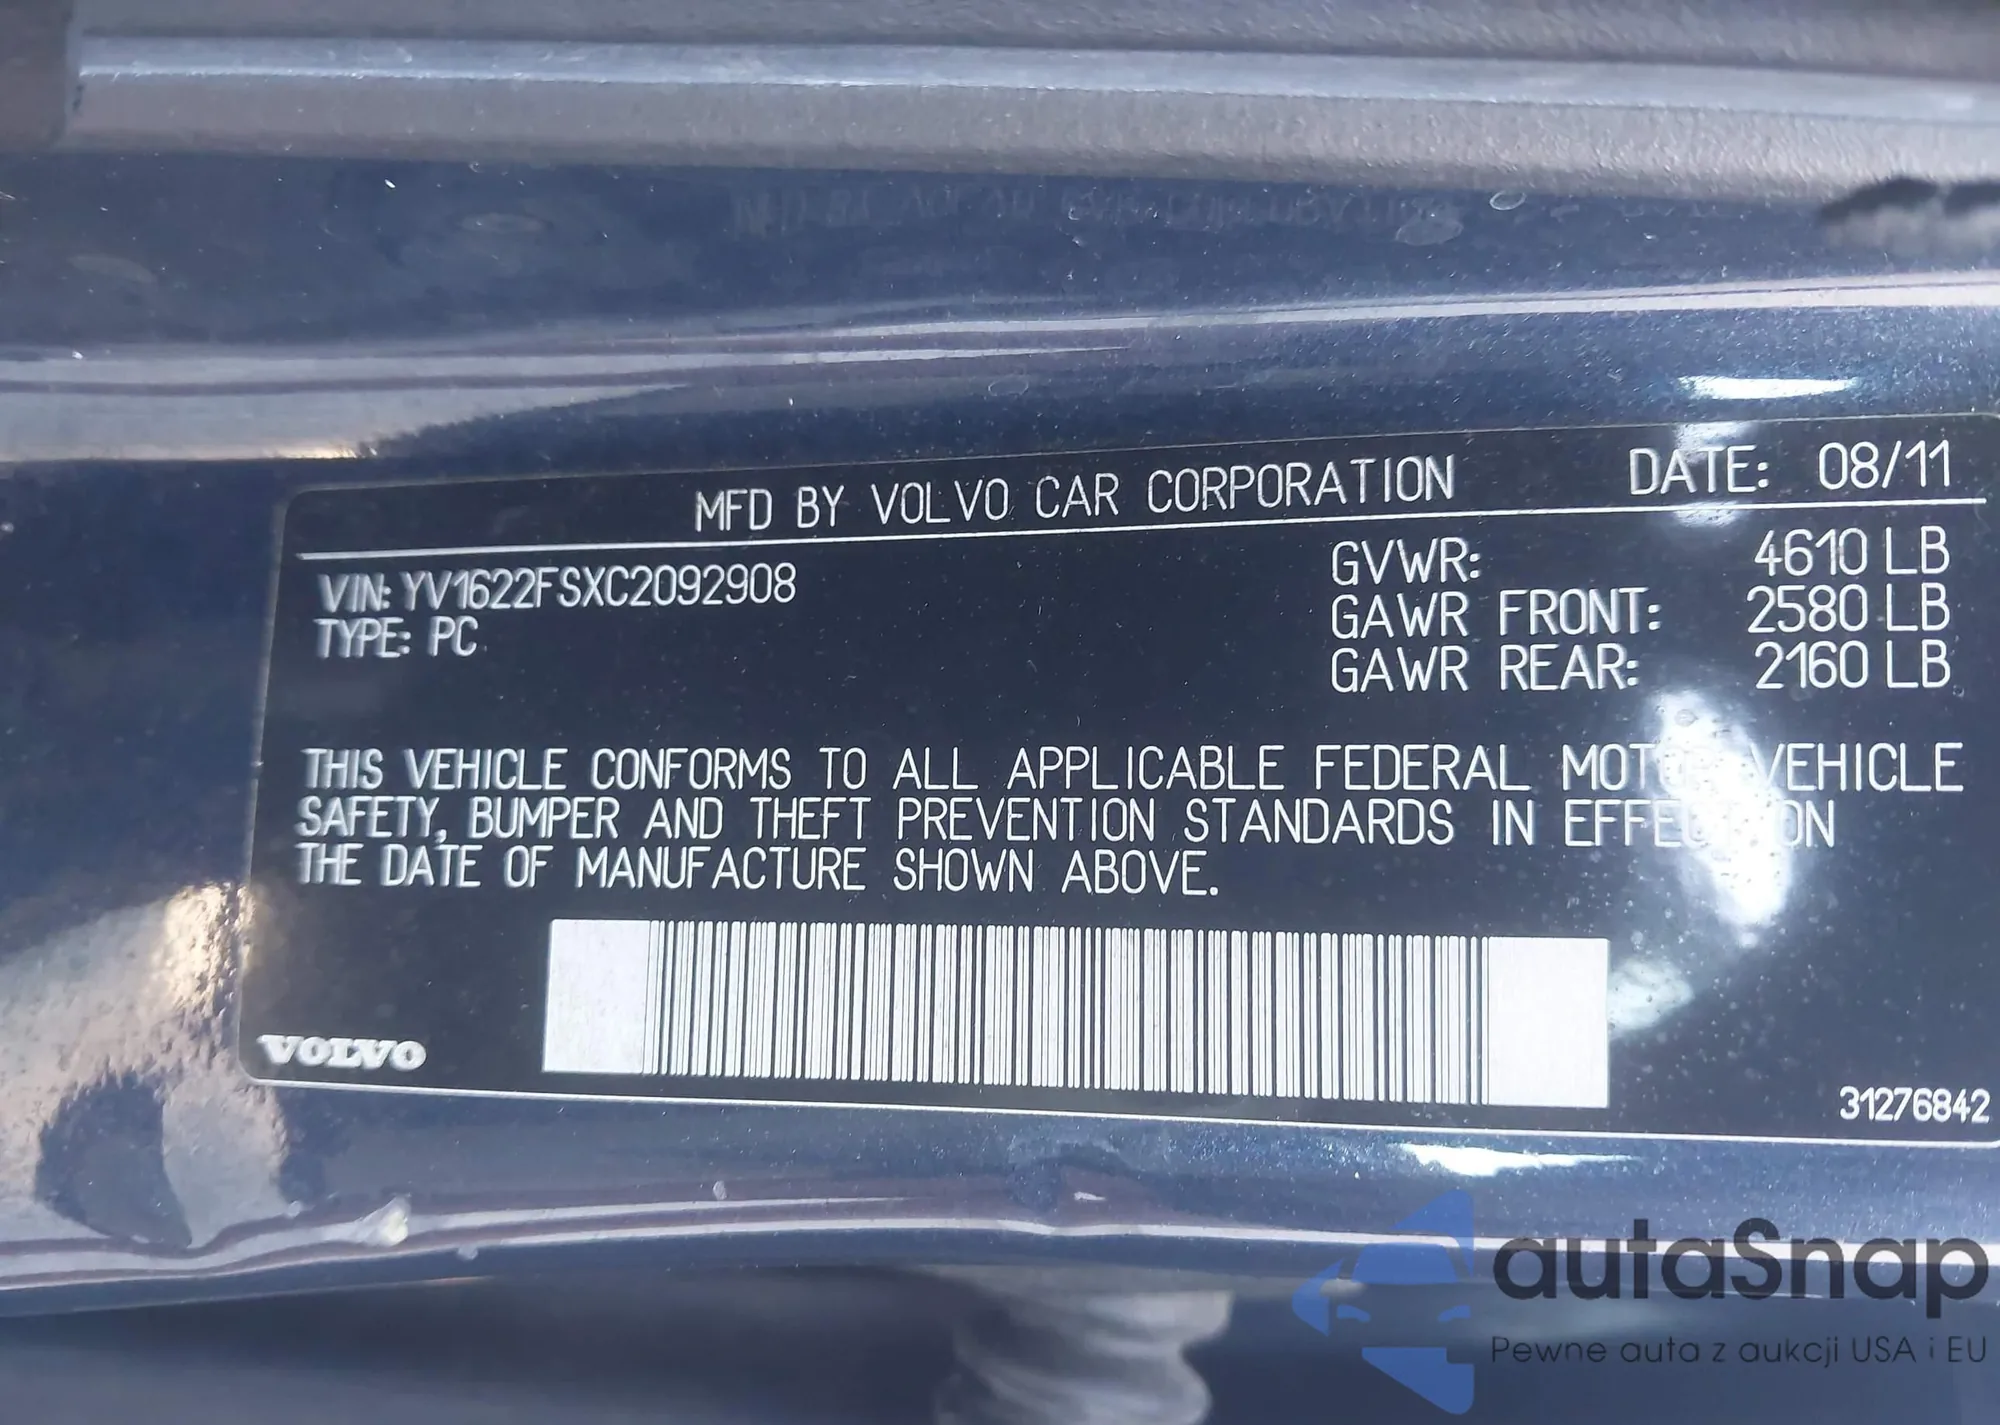 MFD BY VOLVO CAR CORPORATION DATE: 08/11
VIN: YV1622FSXC2092908
TYPE: PC
GVWR: 4610 LB
GAWR FRONT: 2580 LB
GAWR REAR: 2160 LB
THIS VEHICLE CONFORMS TO ALL APPLICABLE FEDERAL MOTOR VEHICLE
SAFETY, BUMPER AND THEFT PREVENTION STANDARDS IN EFFECT ON
THE DATE OF MANUFACTURE SHOWN ABOVE.
VOLVO
31276842
autaSnap
Pewne auta z aukcji USA i EU